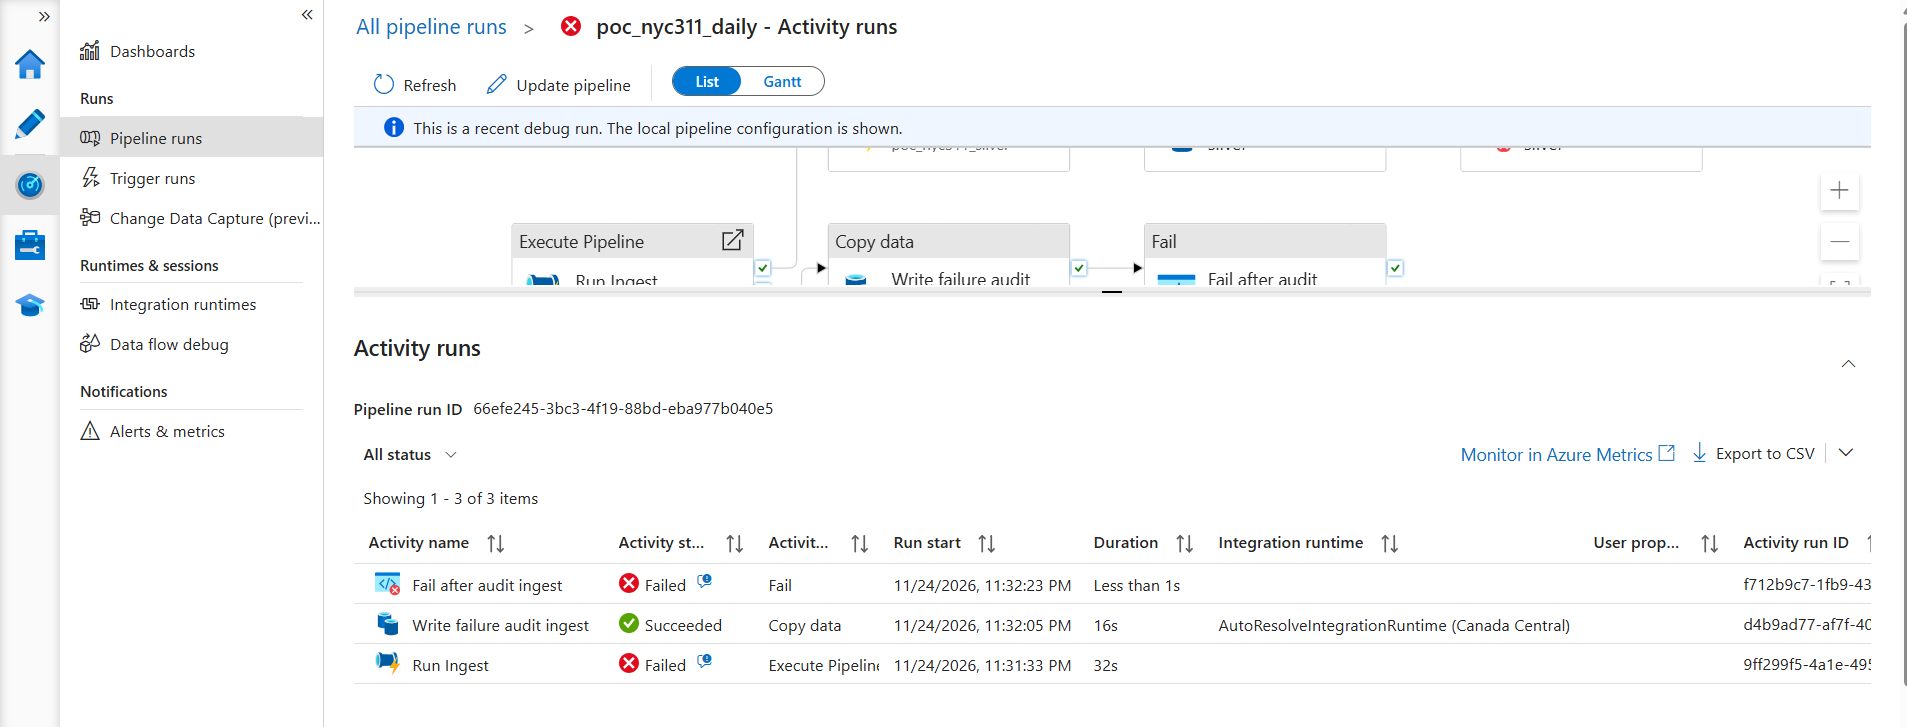 All pipeline runs > poc_nyc311_daily - Activity runs
Dashboards
Runs
Pipeline runs
Trigger runs
Change Data Capture (previ...
Runtimes & sessions
Integration runtimes
Data flow debug
Notifications
Alerts & metrics
Refresh
Update pipeline
List
Gantt
This is a recent debug run. The local pipeline configuration is shown.
poc_nyc311_silver
silver
silver
Execute Pipeline
Run Ingest
Copy data
Write failure audit
Fail
Fail after audit
Activity runs
Pipeline run ID 66efe245-3bc3-4f19-88bd-eba977b040e5
All status
Monitor in Azure Metrics
Export to CSV
Showing 1 - 3 of 3 items
Activity name Activity st... Activit... Run start Duration Integration runtime User prop... Activity run ID
Fail after audit ingest Failed Fail 11/24/2026, 11:32:23 PM Less than 1s f712b9c7-1fb9-43
Write failure audit ingest Succeeded Copy data 11/24/2026, 11:32:05 PM 16s AutoResolveIntegrationRuntime (Canada Central) d4b9ad77-af7f-40
Run Ingest Failed Execute Pipeline 11/24/2026, 11:31:33 PM 32s 9ff299f5-4a1e-495